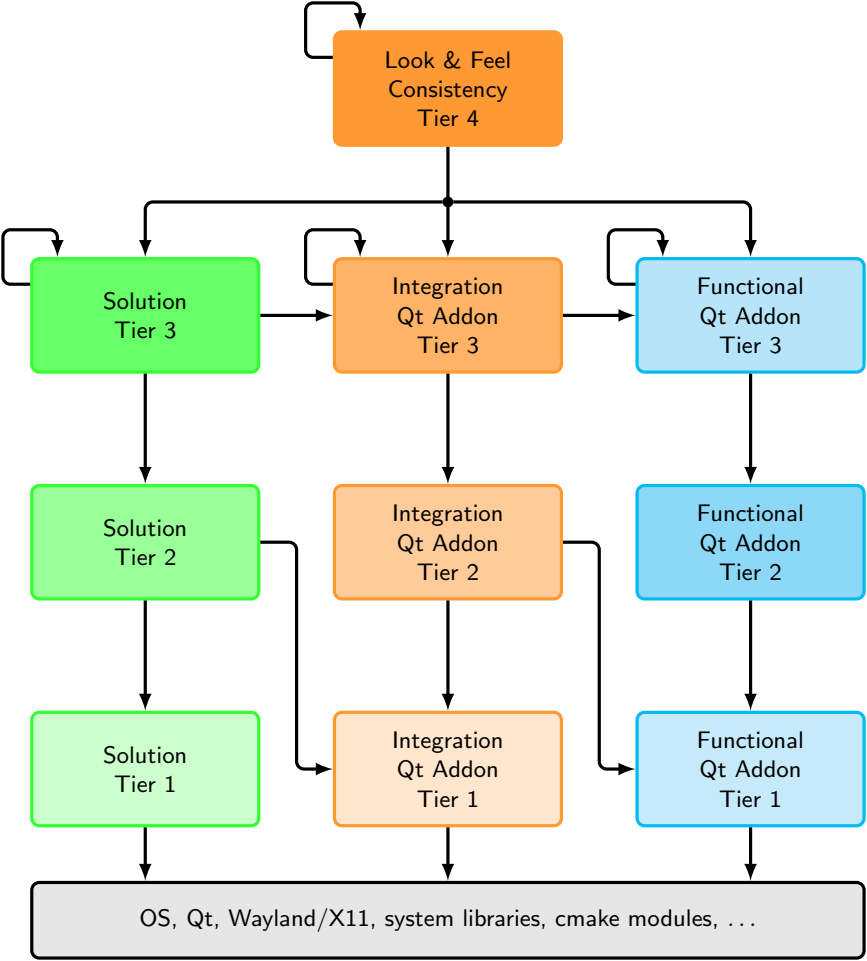 Look & Feel
Consistency
Tier 4
Solution
Tier 3
Integration
Qt Addon
Tier 3
Functional
Qt Addon
Tier 3
Solution
Tier 2
Integration
Qt Addon
Tier 2
Functional
Qt Addon
Tier 2
Solution
Tier 1
Integration
Qt Addon
Tier 1
Functional
Qt Addon
Tier 1
OS, Qt, Wayland/X11, system libraries, cmake modules, ...